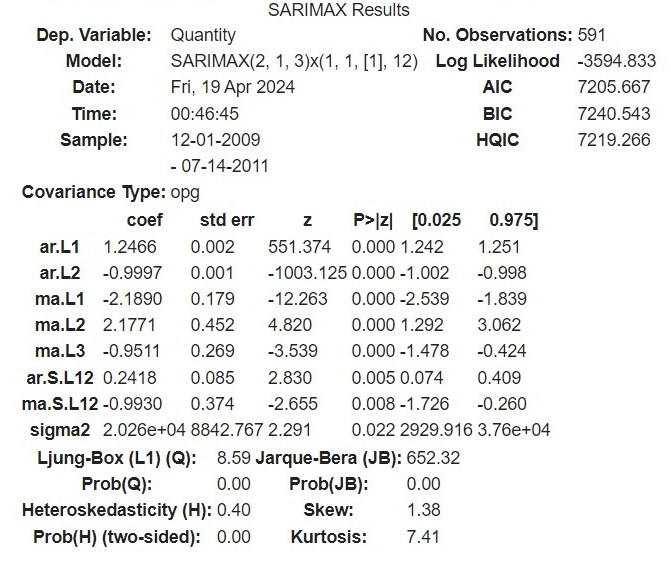 SARIMAX Results
Dep. Variable: Quantity No. Observations: 591
Model: SARIMAX(2, 1, 3)x(1, 1, [1], 12) Log Likelihood -3594.833
Date: Fri, 19 Apr 2024 AIC 7205.667
Time: 00:46:45 BIC 7240.543
Sample: 12-01-2009 HQIC 7219.266
- 07-14-2011
Covariance Type: opg
coef std err z P>|z| [0.025 0.975]
ar.L1 1.2466 0.002 551.374 0.000 1.242 1.251
ar.L2 -0.9997 0.001 -1003.125 0.000 -1.002 -0.998
ma.L1 -2.1890 0.179 -12.263 0.000 -2.539 -1.839
ma.L2 2.1771 0.452 4.820 0.000 1.292 3.062
ma.L3 -0.9511 0.269 -3.539 0.000 -1.478 -0.424
ar.S.L12 0.2418 0.085 2.830 0.005 0.074 0.409
ma.S.L12 -0.9930 0.374 -2.655 0.008 -1.726 -0.260
sigma2 2.026e+04 8842.767 2.291 0.022 2929.916 3.76e+04
Ljung-Box (L1) (Q): 8.59 Jarque-Bera (JB): 652.32
Prob(Q): 0.00 Prob(JB): 0.00
Heteroskedasticity (H): 0.40 Skew: 1.38
Prob(H) (two-sided): 0.00 Kurtosis: 7.41